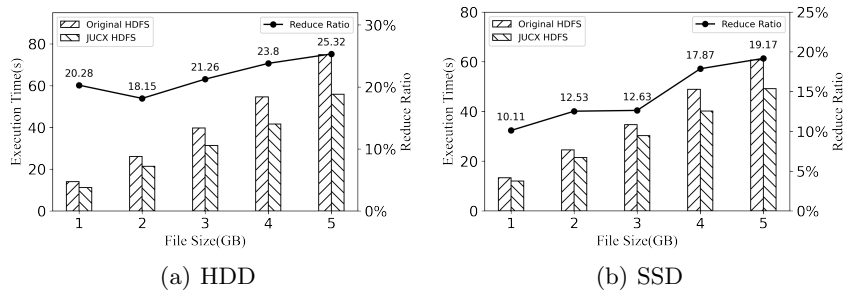 Original HDFS
JUCX HDFS
Reduce Ratio
80
60
40
20
0
Execution Time(s)
30%
20%
10%
0%
Reduce Ratio
20.28
18.15
21.26
23.8
25.32
1 2 3 4 5
File Size(GB)
(a) HDD
Original HDFS
JUCX HDFS
Reduce Ratio
80
60
40
20
0
Execution Time(s)
25%
20%
15%
10%
5%
0%
Reduce Ratio
10.11
12.53
12.63
17.87
19.17
1 2 3 4 5
File Size(GB)
(b) SSD